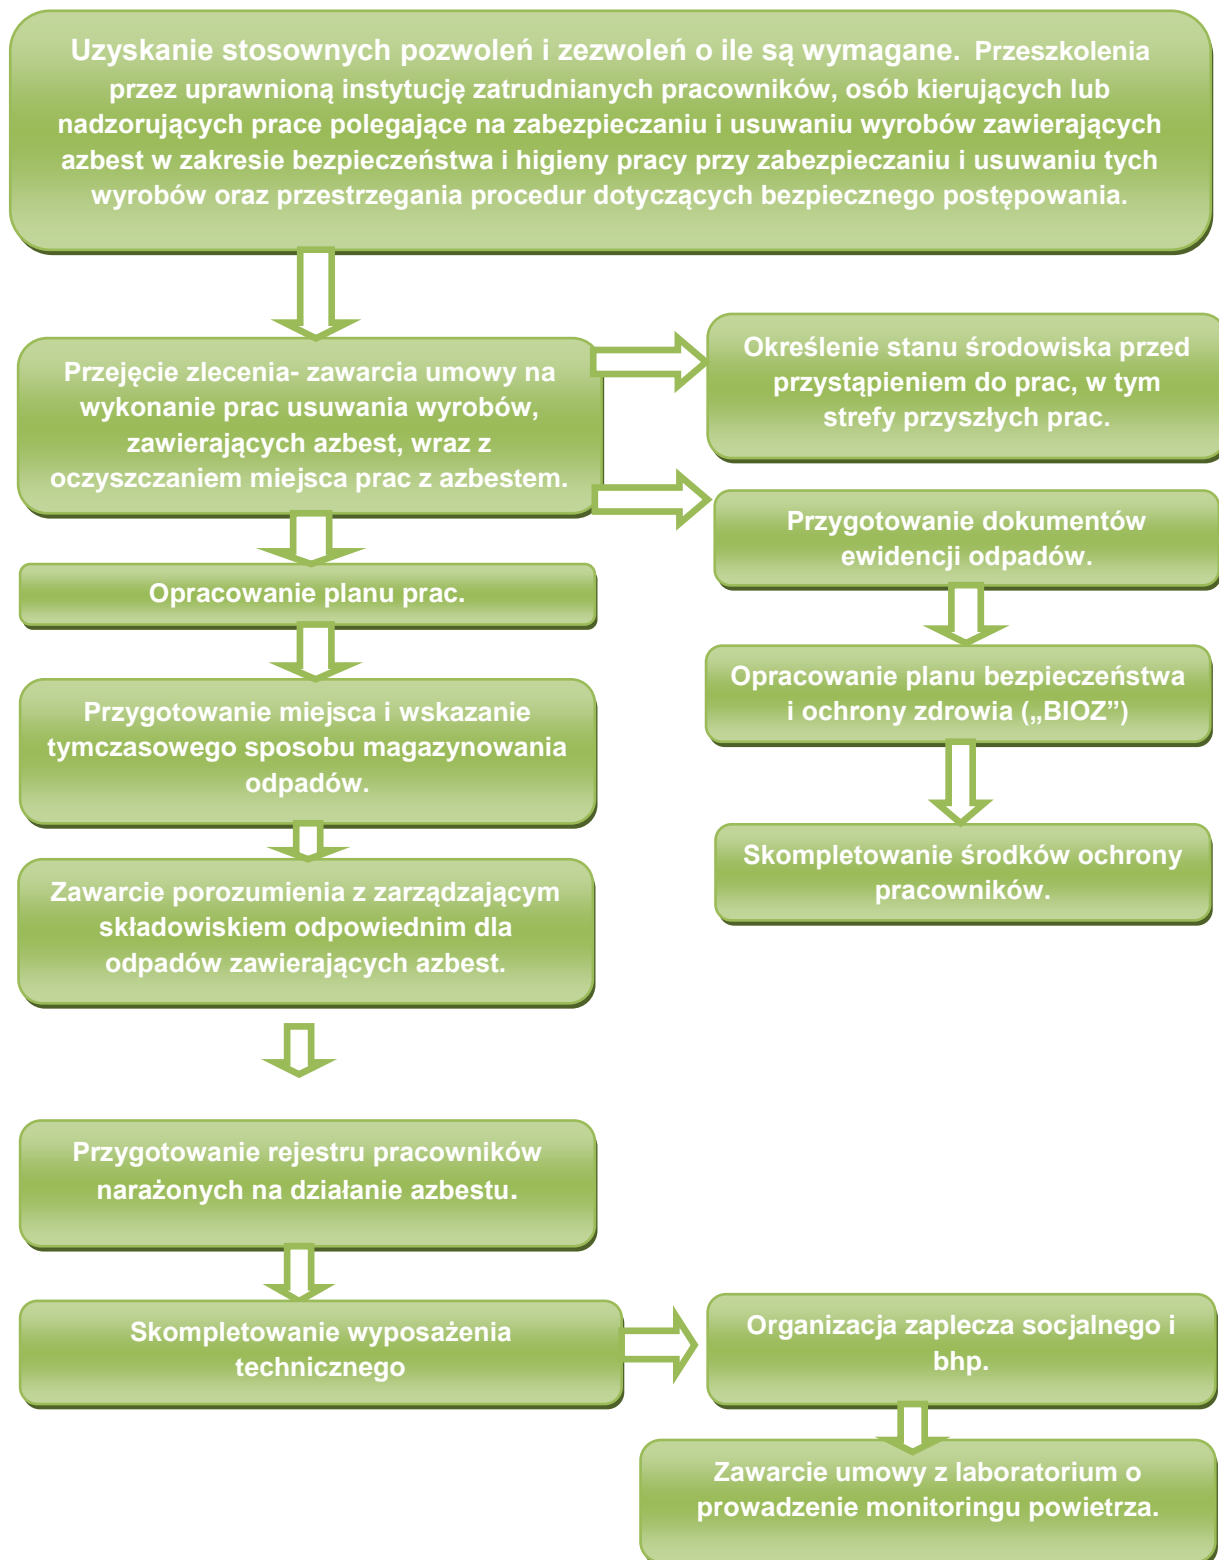 Uzyskanie stosownych pozwoleń i zezwoleń o ile są wymagane. Przeszkolenia
przez uprawnioną instytucję zatrudnianych pracowników, osób kierujących lub
nadzorujących prace polegające na zabezpieczaniu i usuwaniu wyrobów zawierających
azbest w zakresie bezpieczeństwa i higieny pracy przy zabezpieczaniu i usuwaniu tych
wyrobów oraz przestrzegania procedur dotyczących bezpiecznego postępowania.
Przejęcie zlecenia- zawarcia umowy na
wykonanie prac usuwania wyrobów,
zawierających azbest, wraz z
oczyszczaniem miejsca prac z azbestem.
Określenie stanu środowiska przed
przystąpieniem do prac, w tym
strefy przyszłych prac.
Przygotowanie dokumentów
ewidencji odpadów.
Opracowanie planu prac.
Opracowanie planu bezpieczeństwa
i ochrony zdrowia („BIOZ”)
Przygotowanie miejsca i wskazanie
tymczasowego sposobu magazynowania
odpadów.
Skompletowanie środków ochrony
pracowników.
Zawarcie porozumienia z zarządzającym
składowiskiem odpowiednim dla
odpadów zawierających azbest.
Przygotowanie rejestru pracowników
narażonych na działanie azbestu.
Skompletowanie wyposażenia
technicznego
Organizacja zaplecza socjalnego i
bhp.
Zawarcie umowy z laboratorium o
prowadzenie monitoringu powietrza.